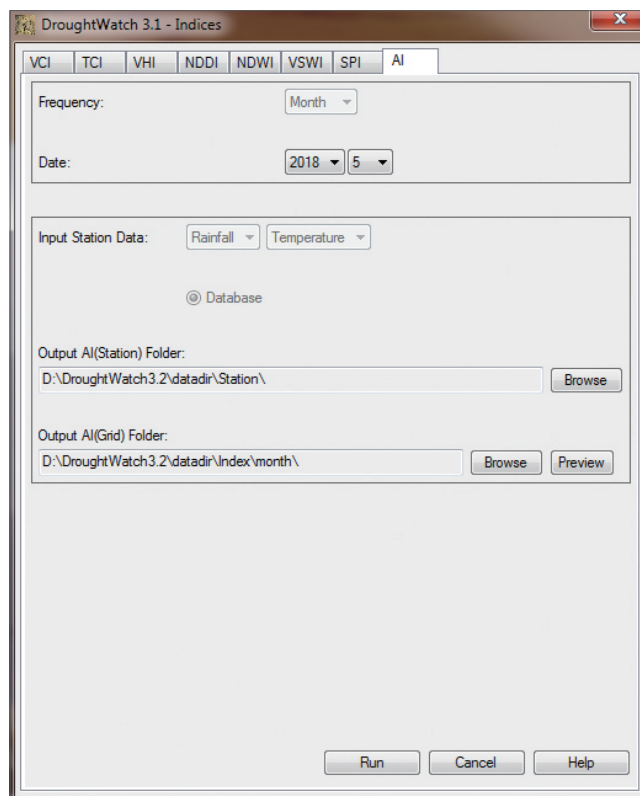 DroughtWatch 3.1 - Indices
VCI TCI VHI NDDI NDWI VSWI SPI AI
Frequency: Month
Date: 2018 5
Input Station Data: Rainfall Temperature
Database
Output AI(Station) Folder:
D:\DroughtWatch3.2\datadir\Station\ Browse
Output AI(Grid) Folder:
D:\DroughtWatch3.2\datadir\Index\month\ Browse Preview
Run Cancel Help